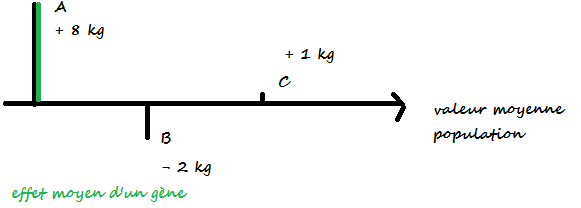 A
+ 8 kg
+ 1 kg
C
valeur moyenne
population
B
- 2 kg
effet moyen d'un gène